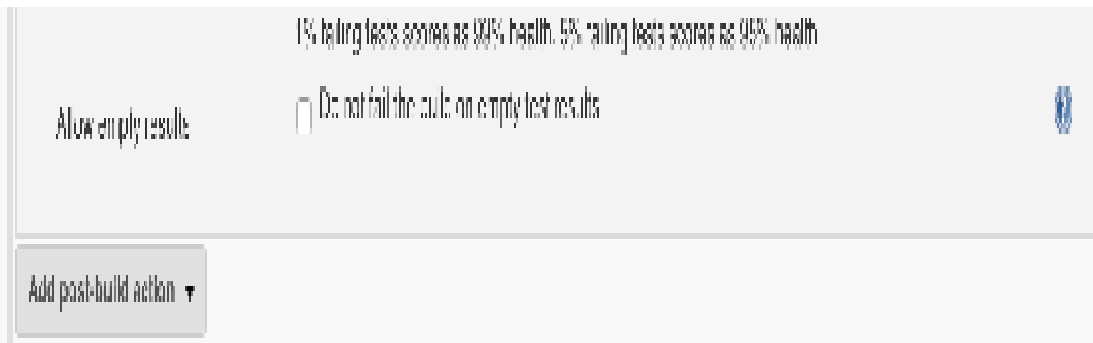 1% failing tests scores as 99% health. 5% failing tests scores as 95% health
Allow empty results
Do not fail the build on empty test results
Add post-build action